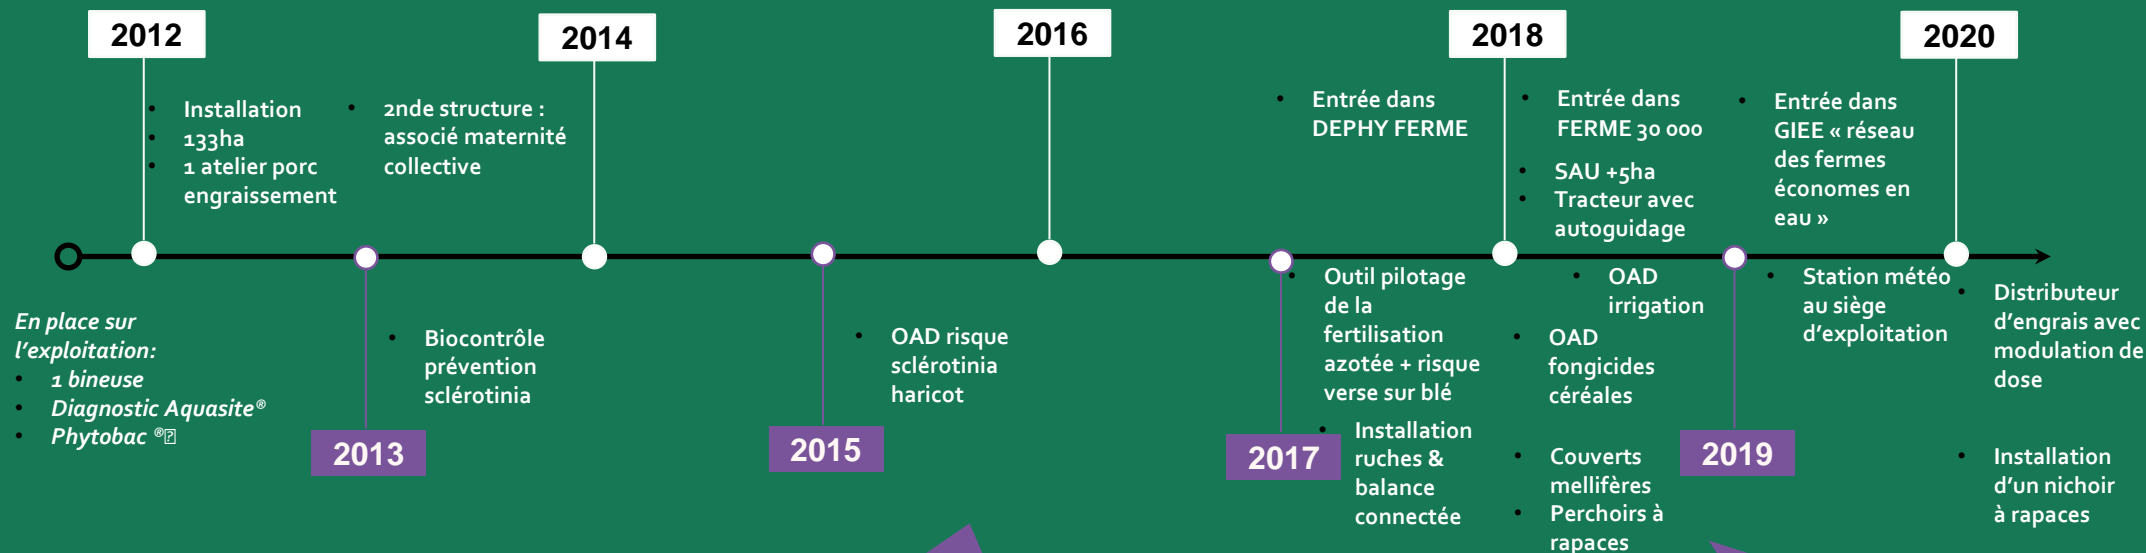 2012
2014
2016
2018
2020
• Installation
• 133ha
• 1 atelier porc
engraissement
• 2nde structure :
associé maternité
collective
• Entrée dans
DEPHY FERME
• Entrée dans
FERME 30 000
• SAU +5ha
• Tracteur avec
autoguidage
• Entrée dans
GIEE « réseau
des fermes
économes en
eau »
En place sur
l'exploitation:
• 1 bineuse
• Diagnostic Aquasite®
• Phytobac ®
• Biocontrôle
prévention
sclérotinia
2013
• OAD risque
sclérotinia
haricot
2015
• Outil pilotage
de la
fertilisation
azotée + risque
verse sur blé
• Installation
ruches &
balance
connectée
2017
• OAD
irrigation
• OAD
fongicides
céréales
• Couverts
mellifères
• Perchoirs à
rapaces
2019
• Station météo
au siège
d'exploitation
• Distributeur
d'engrais avec
modulation de
dose
• Installation
d'un nichoir
à rapaces